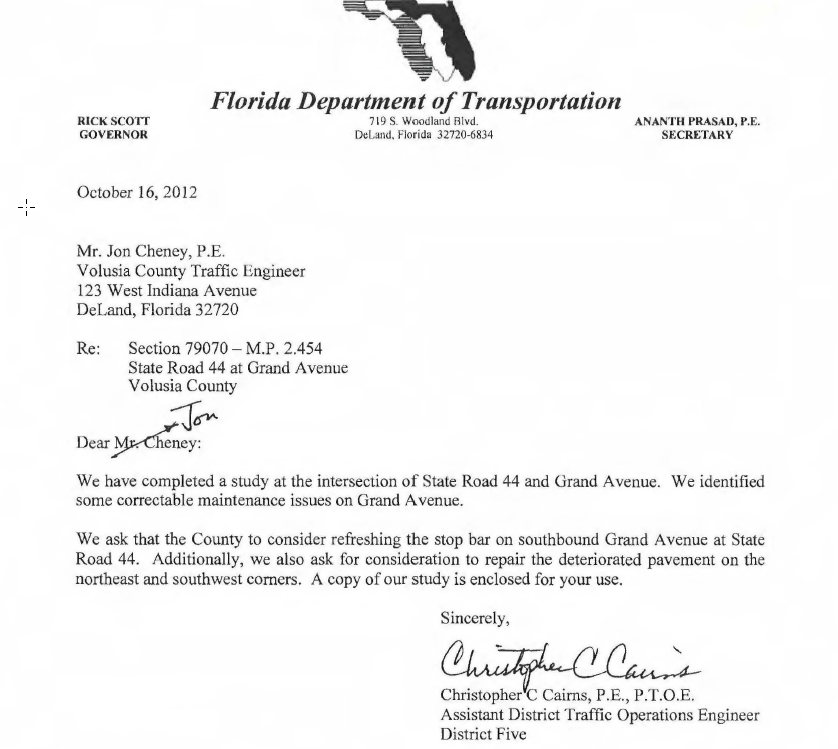 Florida Department of Transportation
RICK SCOTT
GOVERNOR
719 S. Woodland Blvd.
DeLand, Florida 32720-6834
ANANTH PRASAD, P.E.
SECRETARY
October 16, 2012
Mr. Jon Cheney, P.E.
Volusia County Traffic Engineer
123 West Indiana Avenue
DeLand, Florida 32720
Re: Section 79070 – M.P. 2.454
State Road 44 at Grand Avenue
Volusia County
Jon
Dear Mr. Cheney:
We have completed a study at the intersection of State Road 44 and Grand Avenue. We identified
some correctable maintenance issues on Grand Avenue.
We ask that the County to consider refreshing the stop bar on southbound Grand Avenue at State
Road 44. Additionally, we also ask for consideration to repair the deteriorated pavement on the
northeast and southwest corners. A copy of our study is enclosed for your use.
Sincerely,
Christopher C Cairns
Christopher C Cairns, P.E., P.T.O.E.
Assistant District Traffic Operations Engineer
District Five